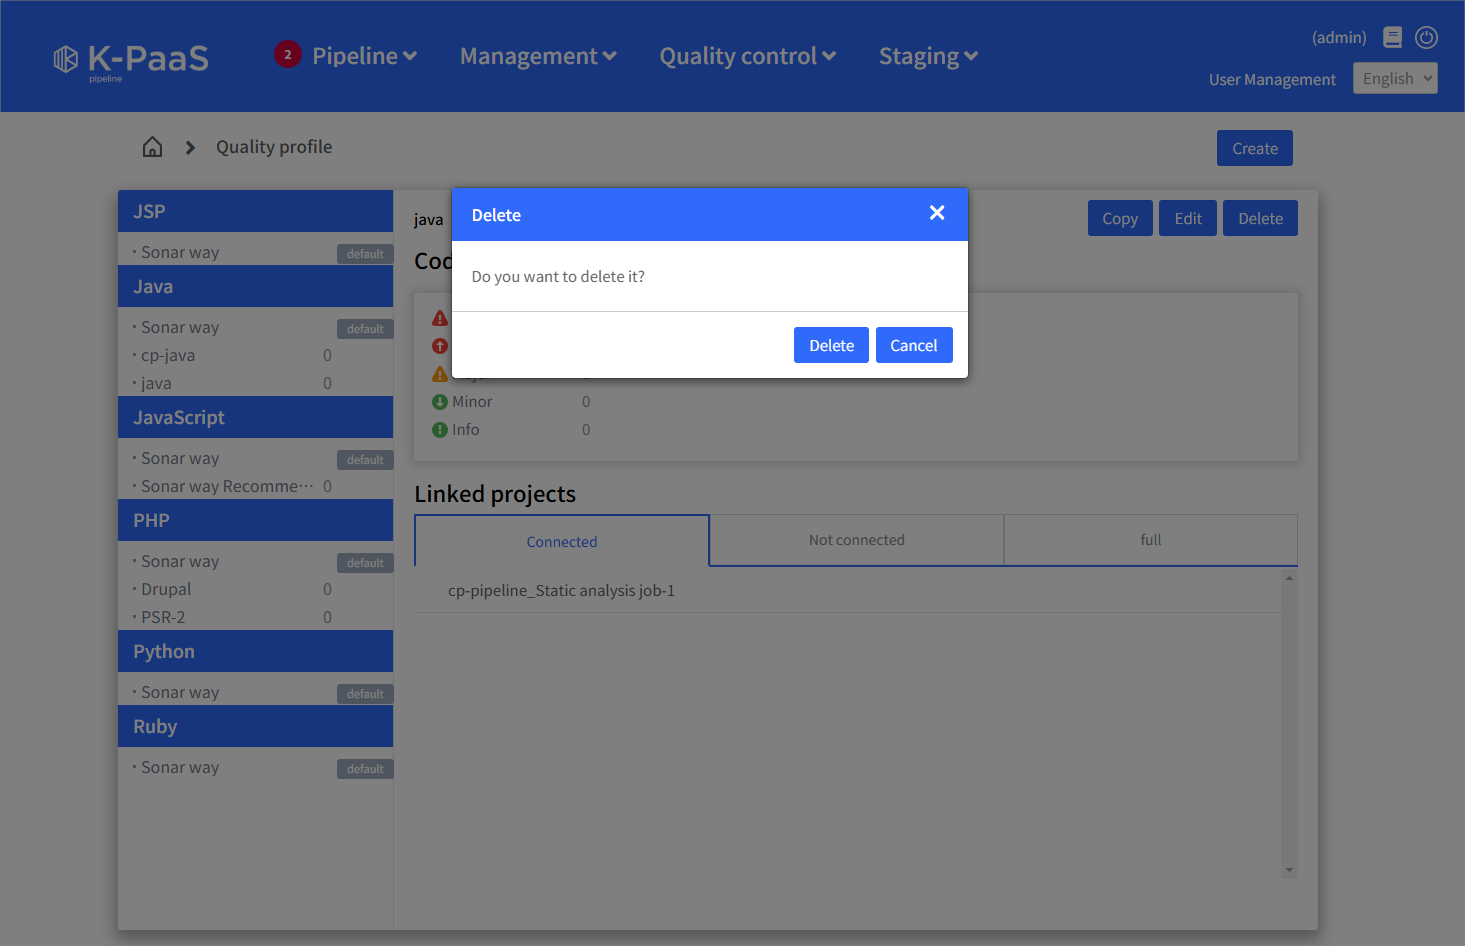 K-PaaS
pipeline
2
Pipeline
Management
Quality control
Staging
(admin)
User Management
English
Quality profile
Create
JSP
· Sonar way default
Java
· Sonar way default
· cp-java 0
· java 0
JavaScript
· Sonar way default
· Sonar way Recomme··· 0
PHP
· Sonar way default
· Drupal 0
· PSR-2 0
Python
· Sonar way default
Ruby
· Sonar way default
java
Copy
Edit
Delete
Delete
Do you want to delete it?
Delete
Cancel
Minor 0
Info 0
Linked projects
Connected
Not connected
full
cp-pipeline_Static analysis job-1